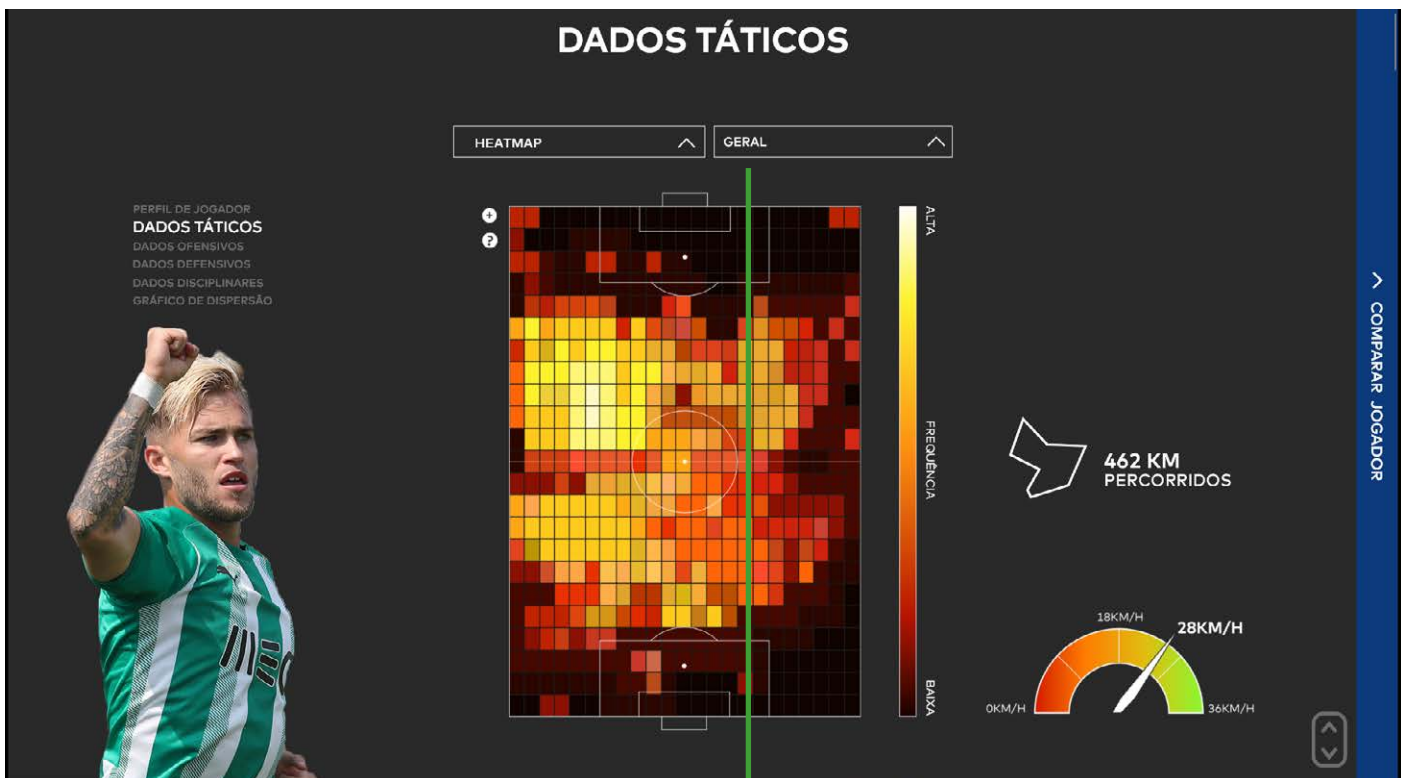 DADOS TÁTICOS
HEATMAP
GERAL
PERFIL DE JOGADOR
DADOS TÁTICOS
DADOS OFENSIVOS
DADOS DEFENSIVOS
DADOS DISCIPLINARES
GRÁFICO DE DISPERSÃO
+
?
ALTA
FREQUÊNCIA
BAIXA
462 KM
PERCORRIDOS
18KM/H
28KM/H
0KM/H
36KM/H
COMPARAR JOGADOR